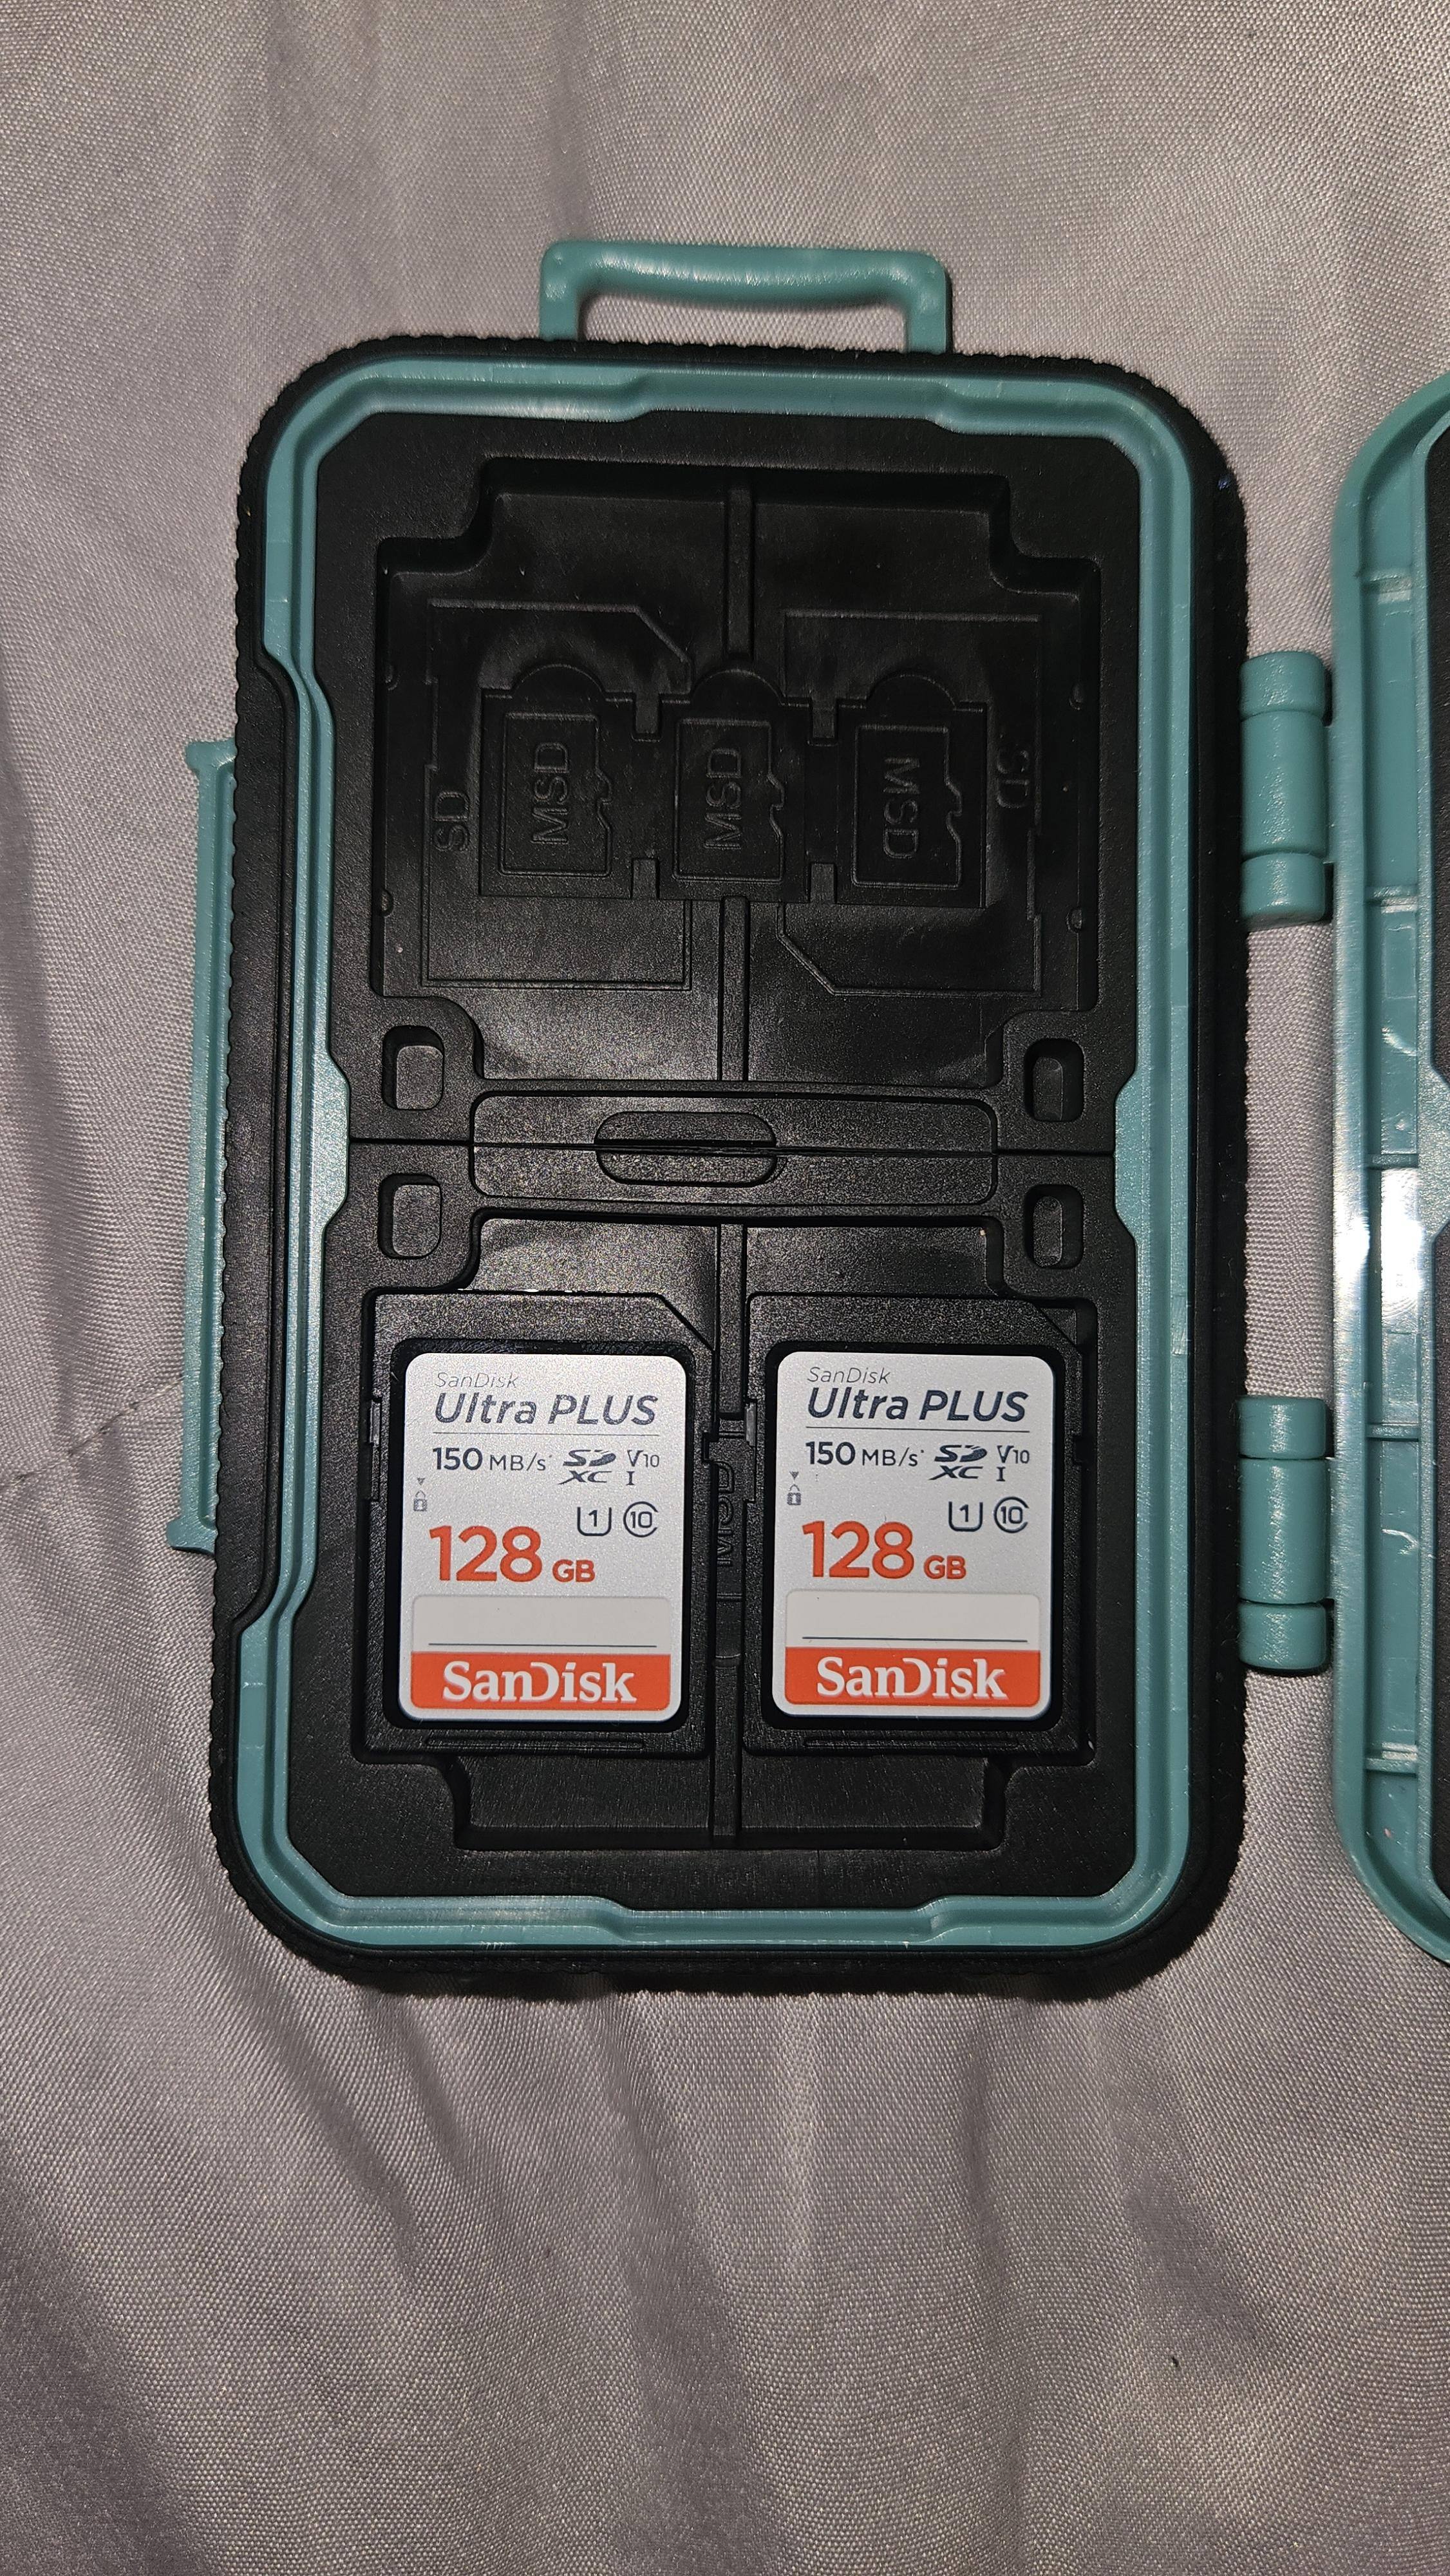 SD
MSD
MSD
MSD
SD
SanDisk
Ultra PLUS
150 MB/s*
SD XC I
V10
U1
10
128 GB
SanDisk
MSD
SanDisk
Ultra PLUS
150 MB/s*
SD XC I
V10
U1
10
128 GB
SanDisk